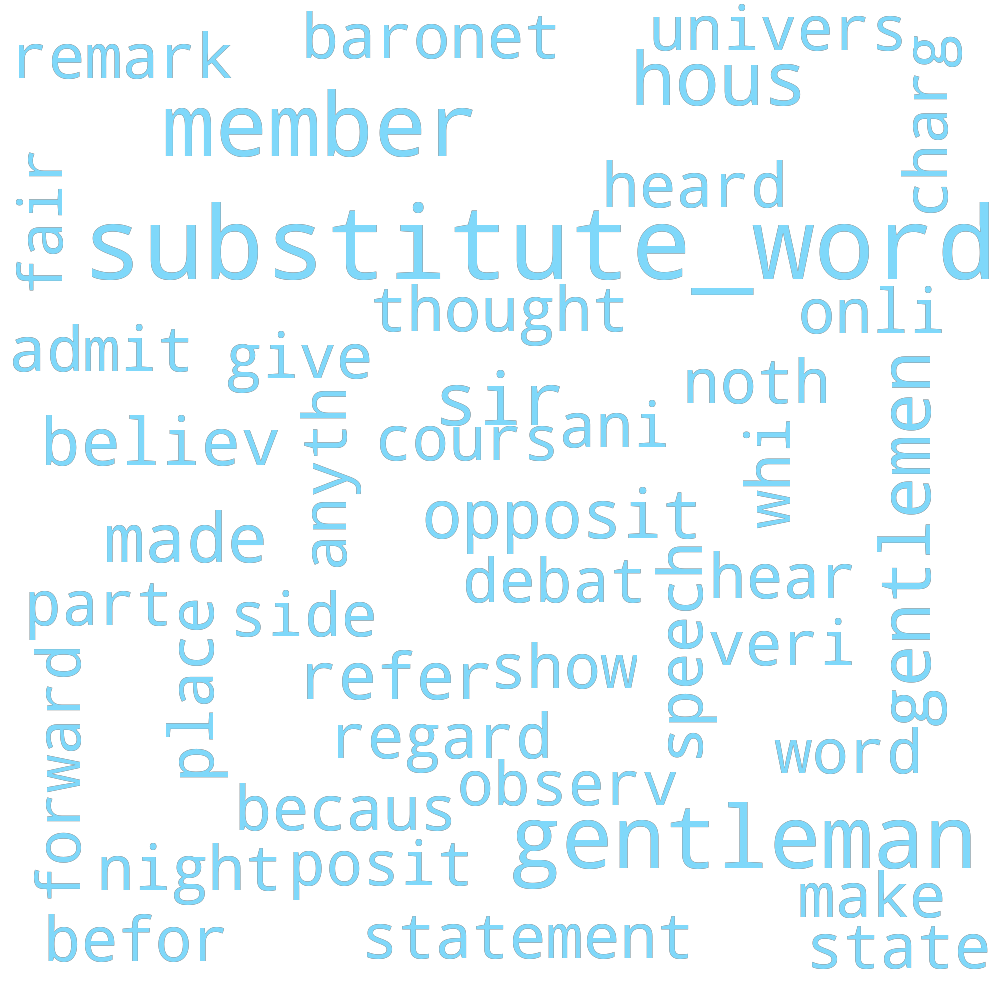 remark
baronet
univers
hous
charg
member
fair
heard
substitute_word
thought
onli
admit
give
sir
noth
gentlemen
believ
anyth
cours
ani
whi
made
opposit
debat
speech
hear
part
place
side
veri
forward
refer
show
regard
word
observ
becaus
gentleman
night
posit
make
befor
statement
state